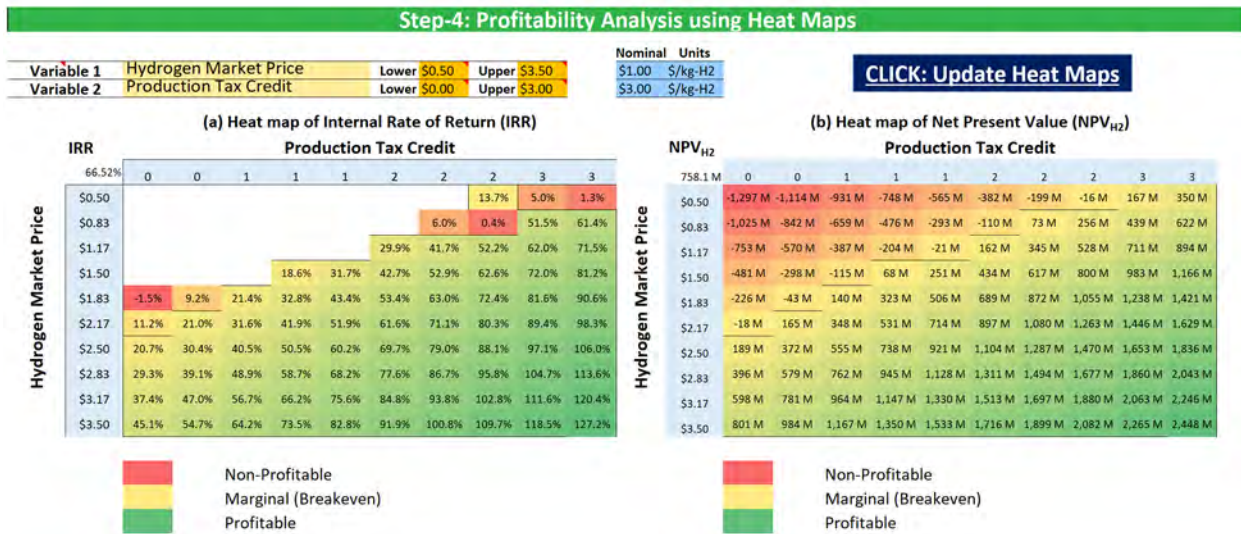 Step-4: Profitability Analysis using Heat Maps
Nominal Units
Variable 1 Hydrogen Market Price Lower $0.50 Upper $3.50 $1.00 $/kg-H2
Variable 2 Production Tax Credit Lower $0.00 Upper $3.00 $3.00 $/kg-H2
CLICK: Update Heat Maps
(a) Heat map of Internal Rate of Return (IRR)
IRR Production Tax Credit
66.52% 0 0 1 1 1 2 2 2 3 3
Hydrogen Market Price
$0.50 13.7% 5.0% 1.3%
$0.83 6.0% 0.4% 51.5% 61.4%
$1.17 29.9% 41.7% 52.2% 62.0% 71.5%
$1.50 18.6% 31.7% 42.7% 52.9% 62.6% 72.0% 81.2%
$1.83 -1.5% 9.2% 21.4% 32.8% 43.4% 53.4% 63.0% 72.4% 81.6% 90.6%
$2.17 11.2% 21.0% 31.6% 41.9% 51.9% 61.6% 71.1% 80.3% 89.4% 98.3%
$2.50 20.7% 30.4% 40.5% 50.5% 60.2% 69.7% 79.0% 88.1% 97.1% 106.0%
$2.83 29.3% 39.1% 48.9% 58.7% 68.2% 77.6% 86.7% 95.8% 104.7% 113.6%
$3.17 37.4% 47.0% 56.7% 66.2% 75.6% 84.8% 93.8% 102.8% 111.6% 120.4%
$3.50 45.1% 54.7% 64.2% 73.5% 82.8% 91.9% 100.8% 109.7% 118.5% 127.2%
Non-Profitable
Marginal (Breakeven)
Profitable
(b) Heat map of Net Present Value (NPVH2)
NPVH2 Production Tax Credit
758.1 M 0 0 1 1 1 2 2 2 3 3
Hydrogen Market Price
$0.50 -1,297 M -1,114 M -931 M -748 M -565 M -382 M -199 M -16 M 167 M 350 M
$0.83 -1,025 M -842 M -659 M -476 M -293 M -110 M 73 M 256 M 439 M 622 M
$1.17 -753 M -570 M -387 M -204 M -21 M 162 M 345 M 528 M 711 M 894 M
$1.50 -481 M -298 M -115 M 68 M 251 M 434 M 617 M 800 M 983 M 1,166 M
$1.83 -226 M -43 M 140 M 323 M 506 M 689 M 872 M 1,055 M 1,238 M 1,421 M
$2.17 -18 M 165 M 348 M 531 M 714 M 897 M 1,080 M 1,263 M 1,446 M 1,629 M
$2.50 189 M 372 M 555 M 738 M 921 M 1,104 M 1,287 M 1,470 M 1,653 M 1,836 M
$2.83 396 M 579 M 762 M 945 M 1,128 M 1,311 M 1,494 M 1,677 M 1,860 M 2,043 M
$3.17 598 M 781 M 964 M 1,147 M 1,330 M 1,513 M 1,697 M 1,880 M 2,063 M 2,246 M
$3.50 801 M 984 M 1,167 M 1,350 M 1,533 M 1,716 M 1,899 M 2,082 M 2,265 M 2,448 M
Non-Profitable
Marginal (Breakeven)
Profitable